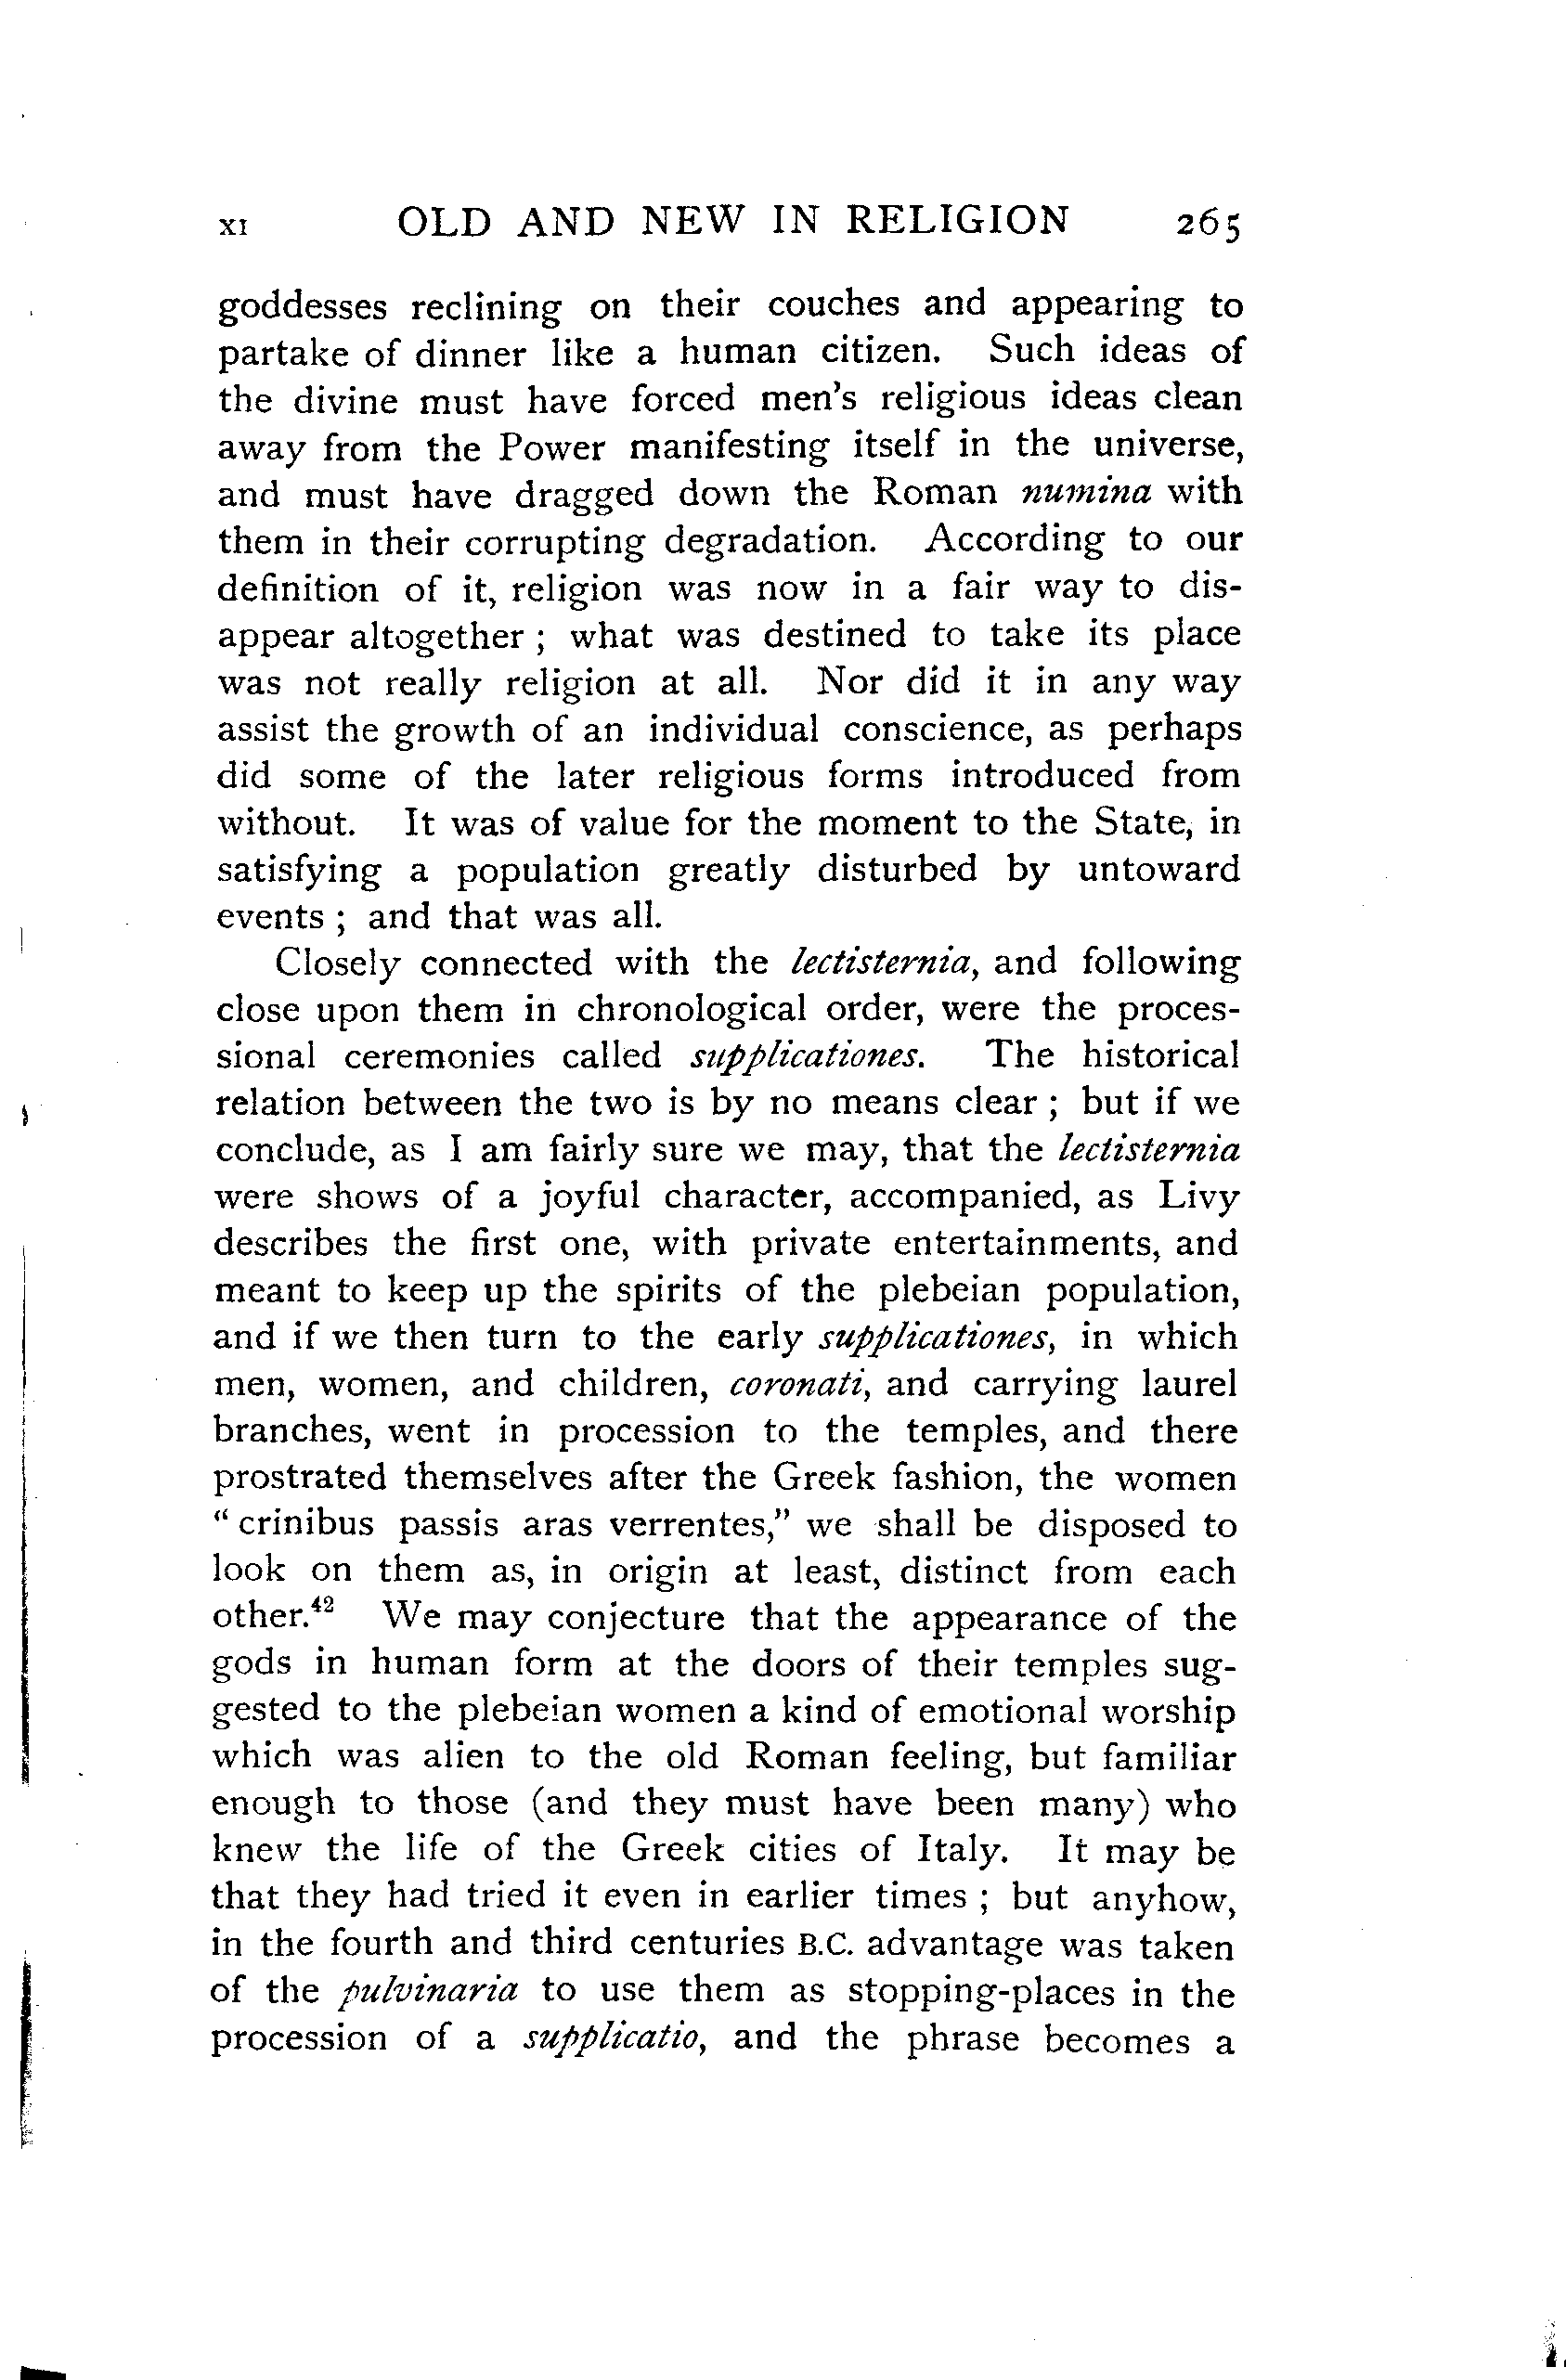 XI OLD AND NEW IN RELIGION 265
goddesses reclining on their couches and appearing to
partake of dinner like a human citizen. Such ideas of
the divine must have forced men's religious ideas clean
away from the Power manifesting itself in the universe,
and must have dragged down the Roman numina with
them in their corrupting degradation. According to our
definition of it, religion was now in a fair way to dis-
appear altogether ; what was destined to take its place
was not really religion at all. Nor did it in any way
assist the growth of an individual conscience, as perhaps
did some of the later religious forms introduced from
without. It was of value for the moment to the State, in
satisfying a population greatly disturbed by untoward
events ; and that was all.
Closely connected with the lectisternia, and following
close upon them in chronological order, were the proces-
sional ceremonies called supplicationes. The historical
relation between the two is by no means clear ; but if we
conclude, as I am fairly sure we may, that the lectisternia
were shows of a joyful character, accompanied, as Livy
describes the first one, with private entertainments, and
meant to keep up the spirits of the plebeian population,
and if we then turn to the early supplicationes, in which
men, women, and children, coronati, and carrying laurel
branches, went in procession to the temples, and there
prostrated themselves after the Greek fashion, the women
" crinibus passis aras verrentes," we shall be disposed to
look on them as, in origin at least, distinct from each
other.⁴² We may conjecture that the appearance of the
gods in human form at the doors of their temples sug-
gested to the plebeian women a kind of emotional worship
which was alien to the old Roman feeling, but familiar
enough to those (and they must have been many) who
knew the life of the Greek cities of Italy. It may be
that they had tried it even in earlier times ; but anyhow,
in the fourth and third centuries B.C. advantage was taken
of the pulvinaria to use them as stopping-places in the
procession of a supplicatio, and the phrase becomes a